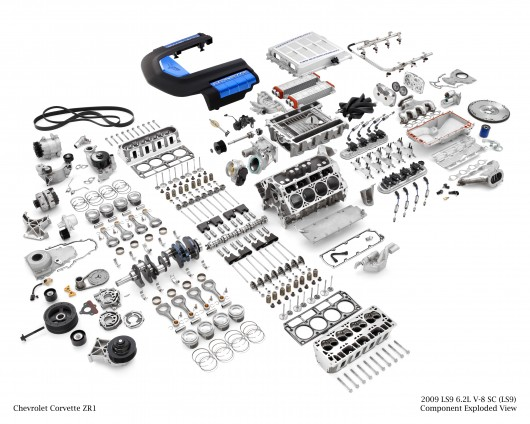 Chevrolet Corvette ZR1
2009 LS9 6.2L V-8 SC (LS9)
Component Exploded View